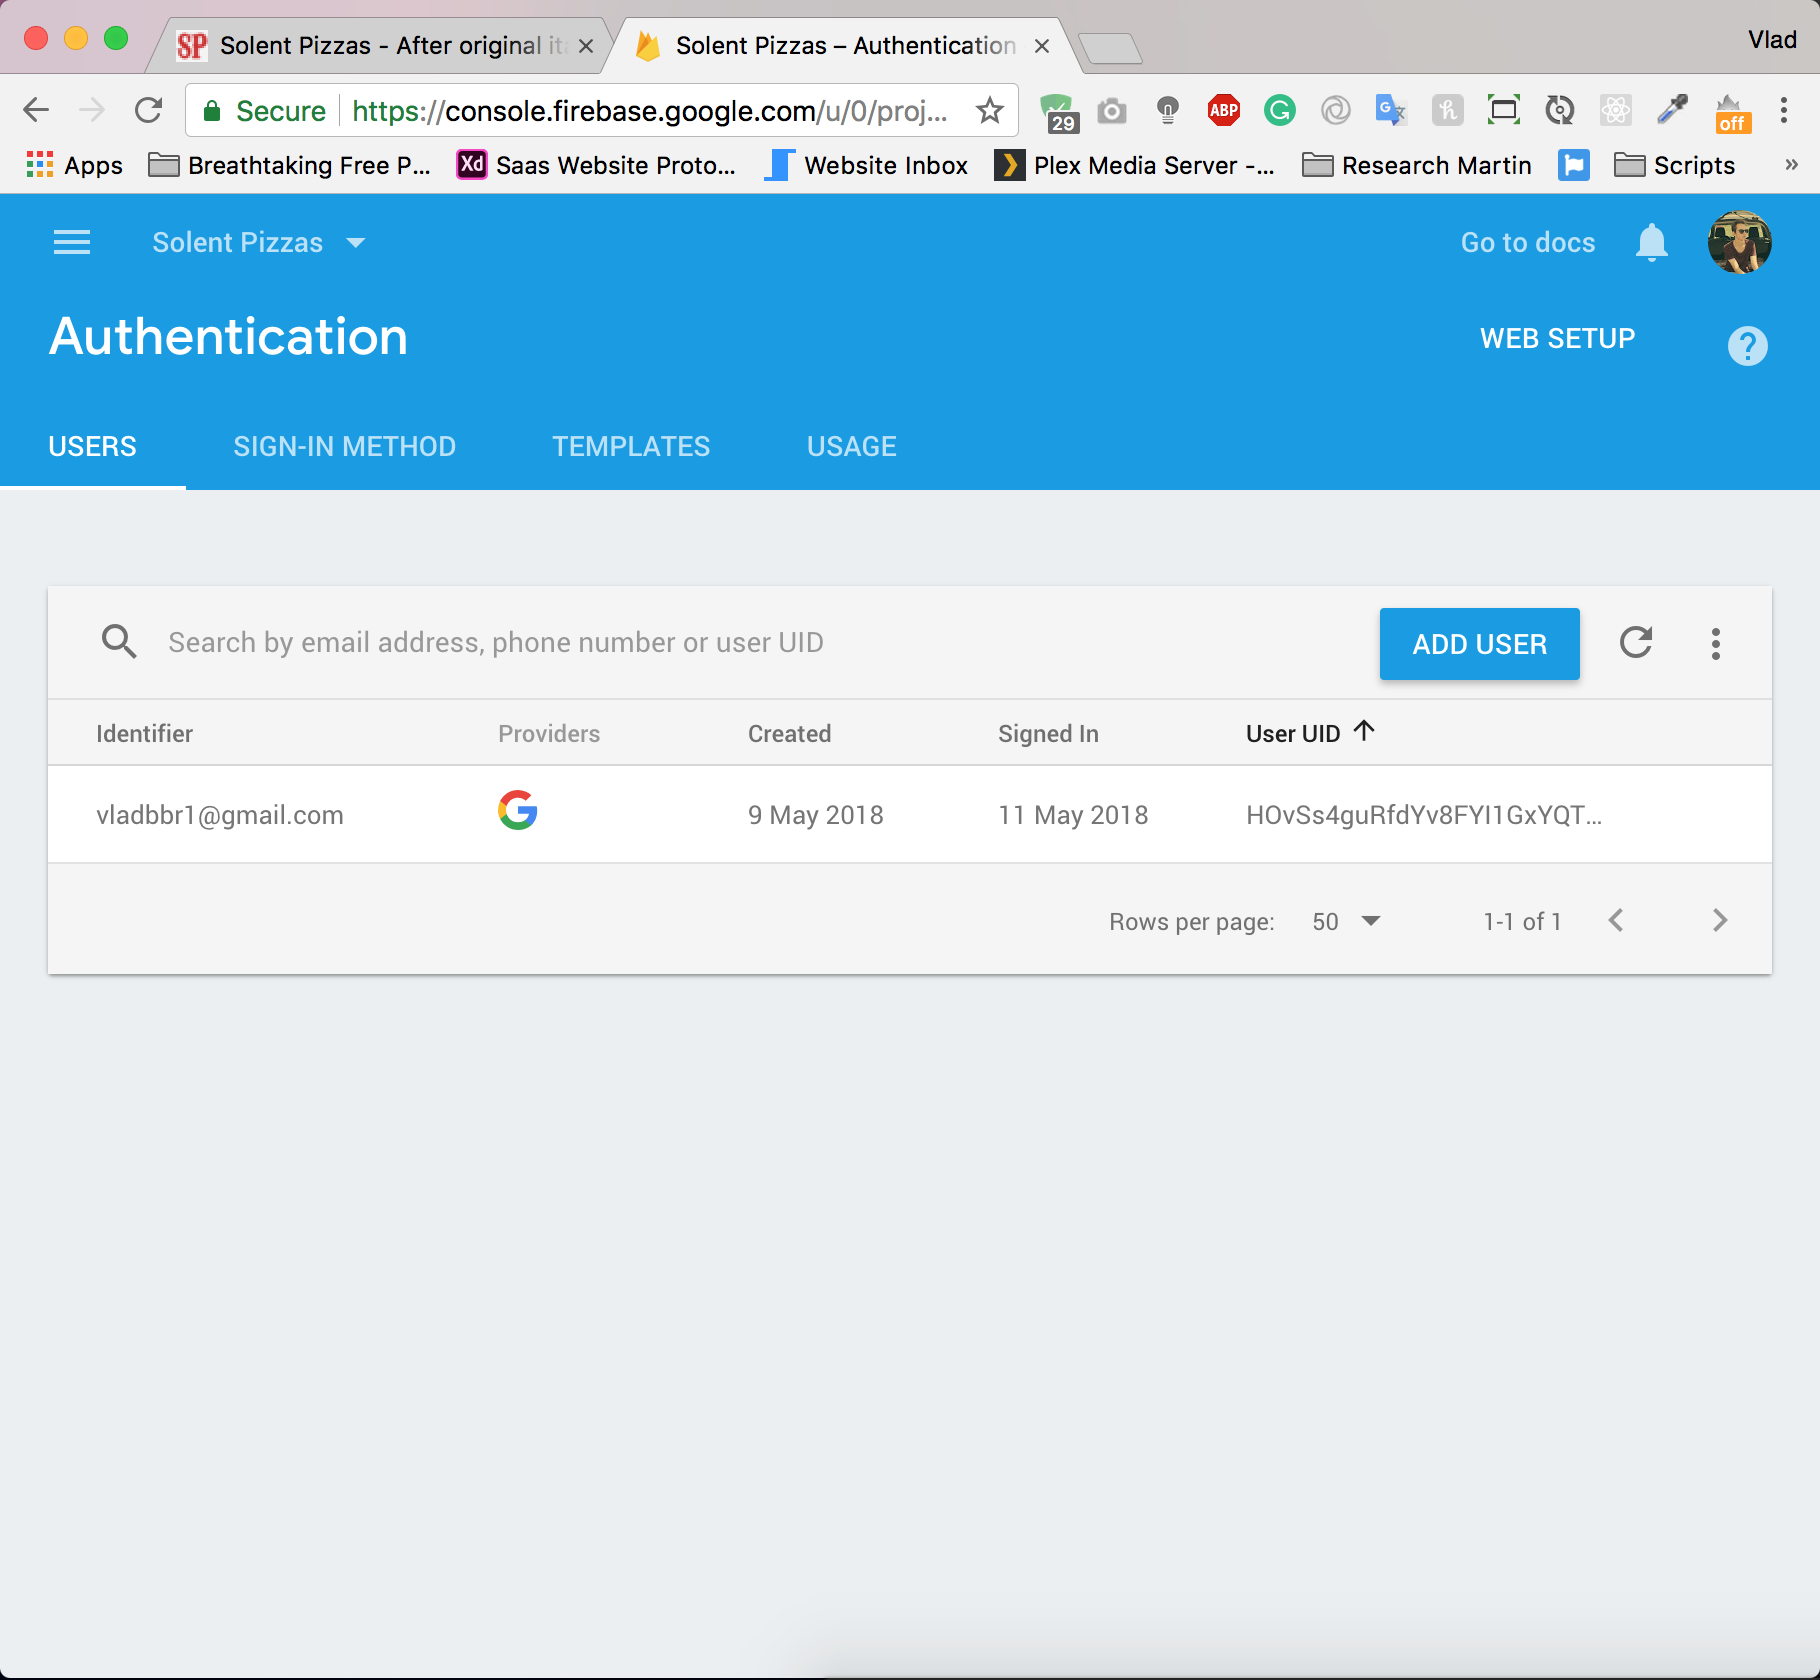 Vlad
SP Solent Pizzas - After original it
Solent Pizzas – Authentication
Secure https://console.firebase.google.com/u/0/proj... 29 ABP G off
Apps Breathtaking Free P... Xd Saas Website Proto... Website Inbox Plex Media Server -... Research Martin Scripts »
Solent Pizzas Go to docs
Authentication WEB SETUP ?
USERS SIGN-IN METHOD TEMPLATES USAGE
Search by email address, phone number or user UID ADD USER
Identifier Providers Created Signed In User UID
vladbbr1@gmail.com G 9 May 2018 11 May 2018 HOvSs4guRfdYv8FYI1GxYQT...
Rows per page: 50 1-1 of 1